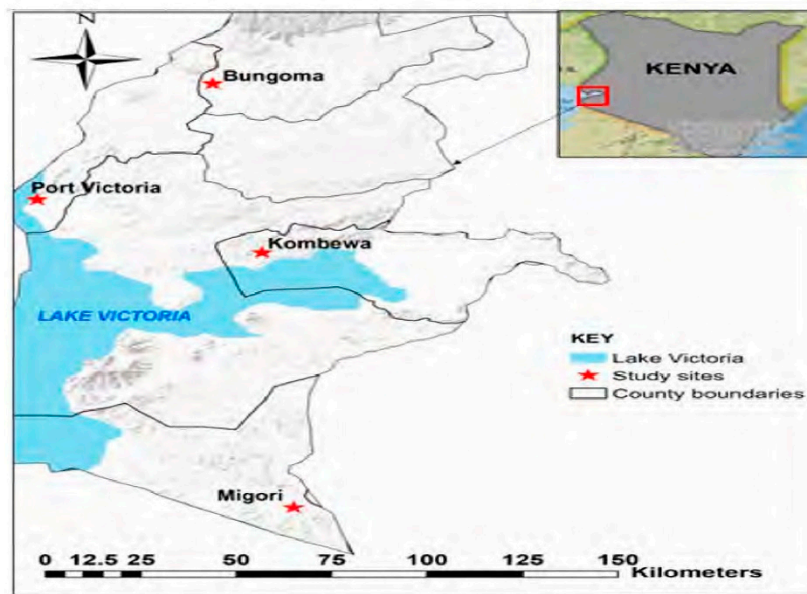 N
Bungoma
KENYA
Port Victoria
Kombewa
LAKE VICTORIA
KEY
Lake Victoria
Study sites
County boundaries
Migori
0 12.5 25 50 75 100 125 150
Kilometers